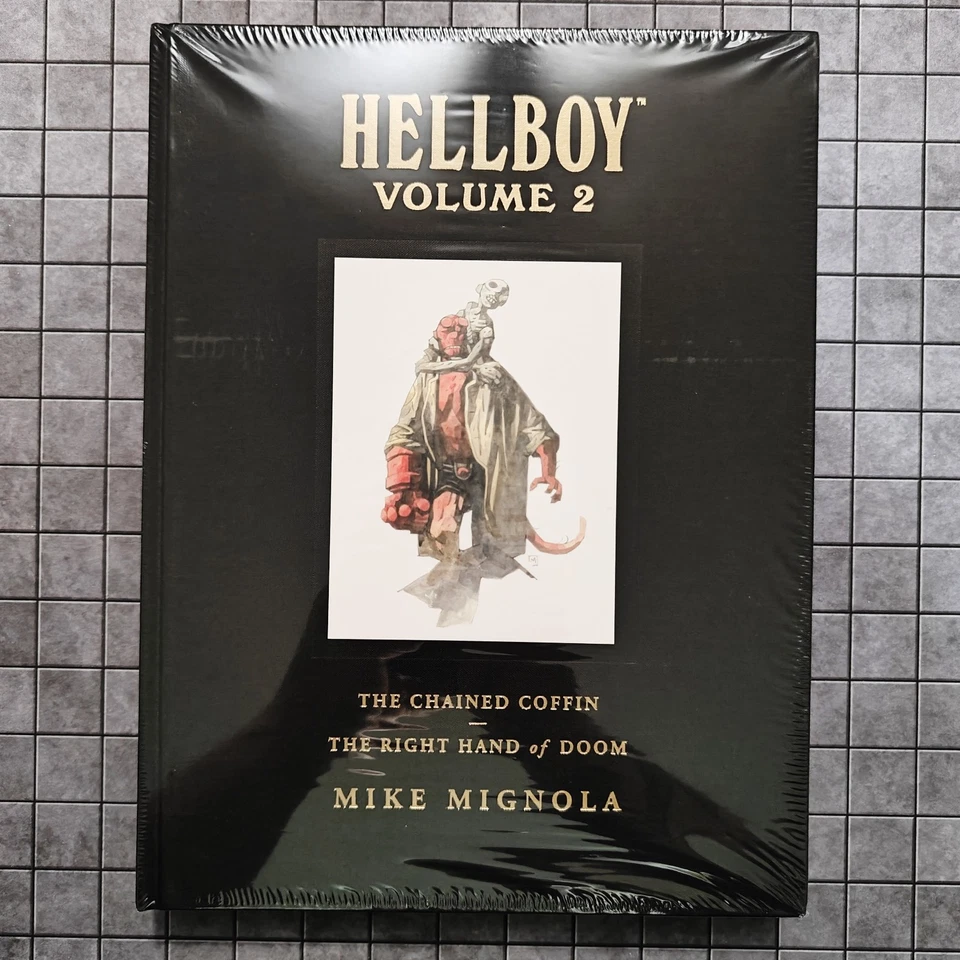 HELLBOY™
VOLUME 2
THE CHAINED COFFIN
—
THE RIGHT HAND of DOOM
MIKE MIGNOLA